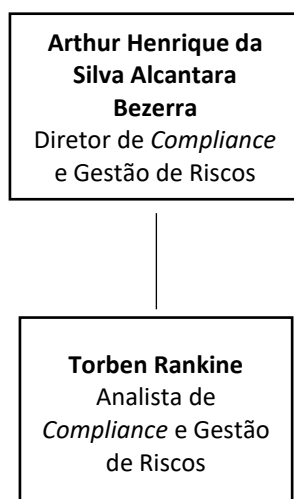 Arthur Henrique da
Silva Alcantara
Bezerra
Diretor de Compliance
e Gestão de Riscos
Torben Rankine
Analista de
Compliance e Gestão
de Riscos